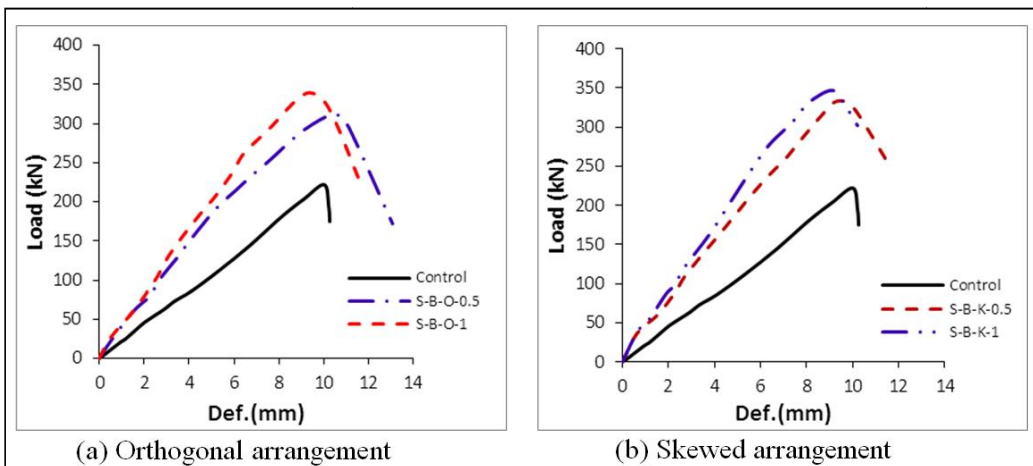 400
350
300
250
200
150
100
50
0
Load (kN)
0 2 4 6 8 10 12 14
Def.(mm)
Control
S-B-O-0.5
S-B-O-1
(a) Orthogonal arrangement
400
350
300
250
200
150
100
50
0
Load (kN)
0 2 4 6 8 10 12 14
Def.(mm)
Control
S-B-K-0.5
S-B-K-1
(b) Skewed arrangement